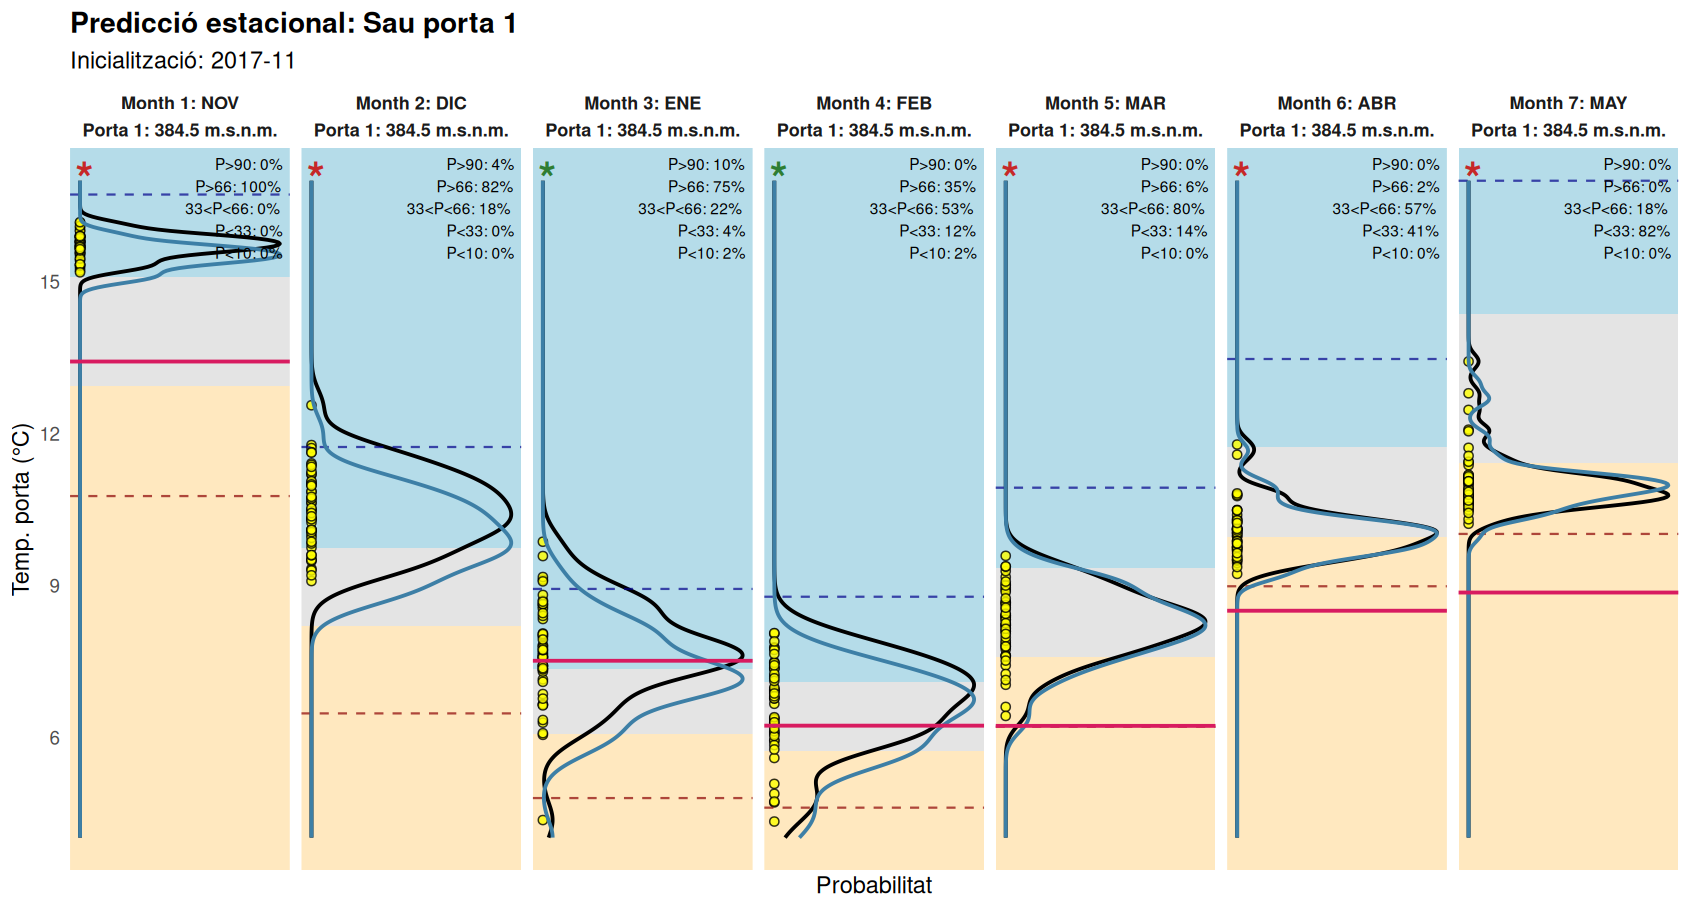 Predicció estacional: Sau porta 1
Inicialització: 2017-11
Month 1: NOV
Porta 1: 384.5 m.s.n.m.
Month 2: DIC
Porta 1: 384.5 m.s.n.m.
Month 3: ENE
Porta 1: 384.5 m.s.n.m.
Month 4: FEB
Porta 1: 384.5 m.s.n.m.
Month 5: MAR
Porta 1: 384.5 m.s.n.m.
Month 6: ABR
Porta 1: 384.5 m.s.n.m.
Month 7: MAY
Porta 1: 384.5 m.s.n.m.
*
P>90: 0%
P>66: 100%
33<P<66: 0%
P<33: 0%
P<10: 0%
*
P>90: 4%
P>66: 82%
33<P<66: 18%
P<33: 0%
P<10: 0%
*
P>90: 10%
P>66: 75%
33<P<66: 22%
P<33: 4%
P<10: 2%
*
P>90: 0%
P>66: 35%
33<P<66: 53%
P<33: 12%
P<10: 2%
*
P>90: 0%
P>66: 6%
33<P<66: 80%
P<33: 14%
P<10: 0%
*
P>90: 0%
P>66: 2%
33<P<66: 57%
P<33: 41%
P<10: 0%
*
P>90: 0%
P>66: 0%
33<P<66: 18%
P<33: 82%
P<10: 0%
15
12
9
6
Temp. porta (°C)
Probabilitat